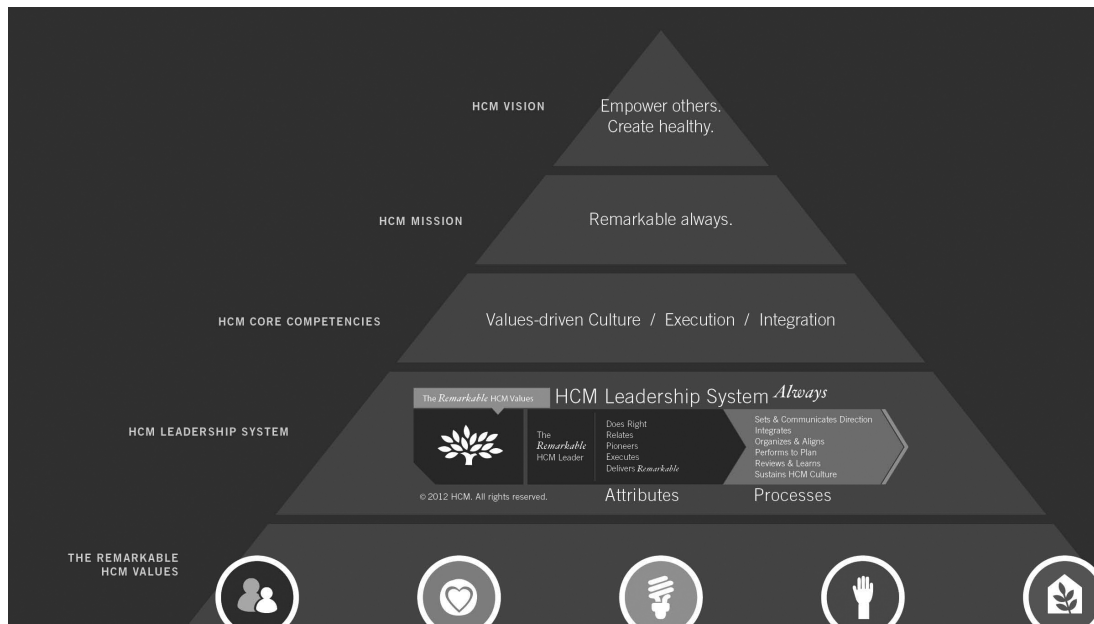 HCM VISION
Empower others.
Create healthy.
HCM MISSION
Remarkable always.
HCM CORE COMPETENCIES
Values-driven Culture / Execution / Integration
HCM LEADERSHIP SYSTEM
The Remarkable HCM Values
HCM Leadership System Always
The
Remarkable
HCM Leader
Does Right
Relates
Pioneers
Executes
Delivers Remarkable
Sets & Communicates Direction
Integrates
Organizes & Aligns
Performs to Plan
Reviews & Learns
Sustains HCM Culture
© 2012 HCM. All rights reserved.
Attributes
Processes
THE REMARKABLE
HCM VALUES